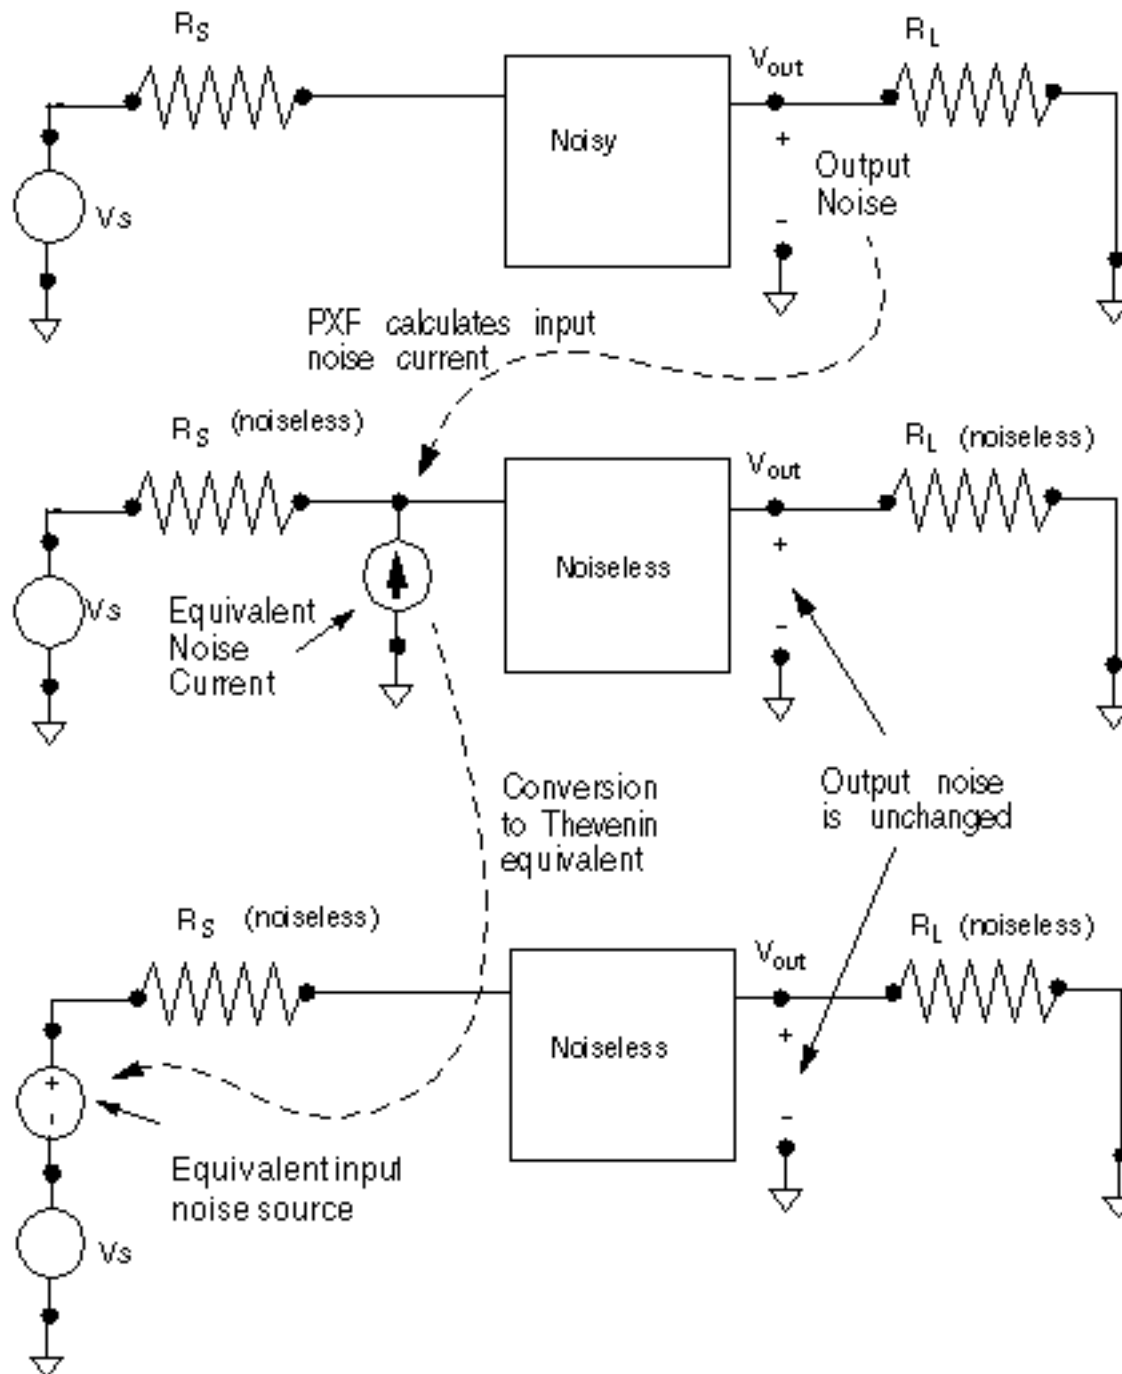 RS
RL
Vout
Noisy
+
Output
Noise
Vs
-
PXF calculates input
noise current
RS (noiseless)
RL (noiseless)
Vout
+
Noiseless
Vs
Equivalent
Noise
Current
-
Conversion
to Thevenin
equivalent
Output noise
is unchanged
RS (noiseless)
RL (noiseless)
Vout
+
Noiseless
+
-
-
Equivalent input
noise source
Vs